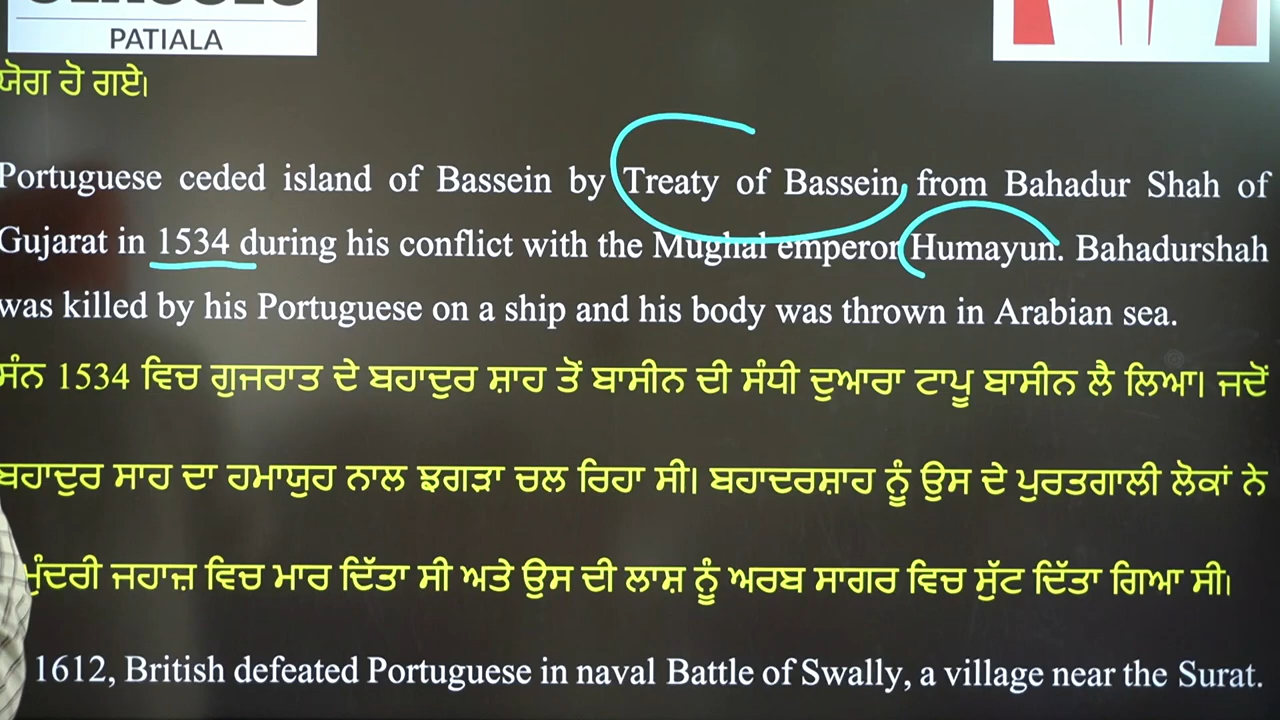 PATIALA
ਯੋਗ ਹੋ ਗਏ।
Portuguese ceded island of Bassein by Treaty of Bassein, from Bahadur Shah of
Gujarat in 1534 during his conflict with the Mughal emperor Humayun. Bahadurshah
was killed by his Portuguese on a ship and his body was thrown in Arabian sea.
ਸੰਨ 1534 ਵਿਚ ਗੁਜਰਾਤ ਦੇ ਬਹਾਦੁਰ ਸ਼ਾਹ ਤੋਂ ਬਾਸੀਨ ਦੀ ਸੰਧੀ ਦੁਆਰਾ ਟਾਪੂ ਬਾਸੀਨ ਲੈ ਲਿਆ। ਜਦੋਂ
ਬਹਾਦੁਰ ਸਾਹ ਦਾ ਹਮਾਯੁਹ ਨਾਲ ਝਗੜਾ ਚਲ ਰਿਹਾ ਸੀ। ਬਹਾਦਰਸ਼ਾਹ ਨੂੰ ਉਸ ਦੇ ਪੁਰਤਗਾਲੀ ਲੋਕਾਂ ਨੇ
ਜਹਾਜ਼ ਵਿਚ ਮਾਰ ਦਿੱਤਾ ਸੀ ਅਤੇ ਉਸ ਦੀ ਲਾਸ਼ ਨੂੰ ਅਰਬ ਸਾਗਰ ਵਿਚ ਸੁੱਟ ਦਿੱਤਾ ਗਿਆ ਸੀ।
1612, British defeated Portuguese in naval Battle of Swally, a village near the Surat.